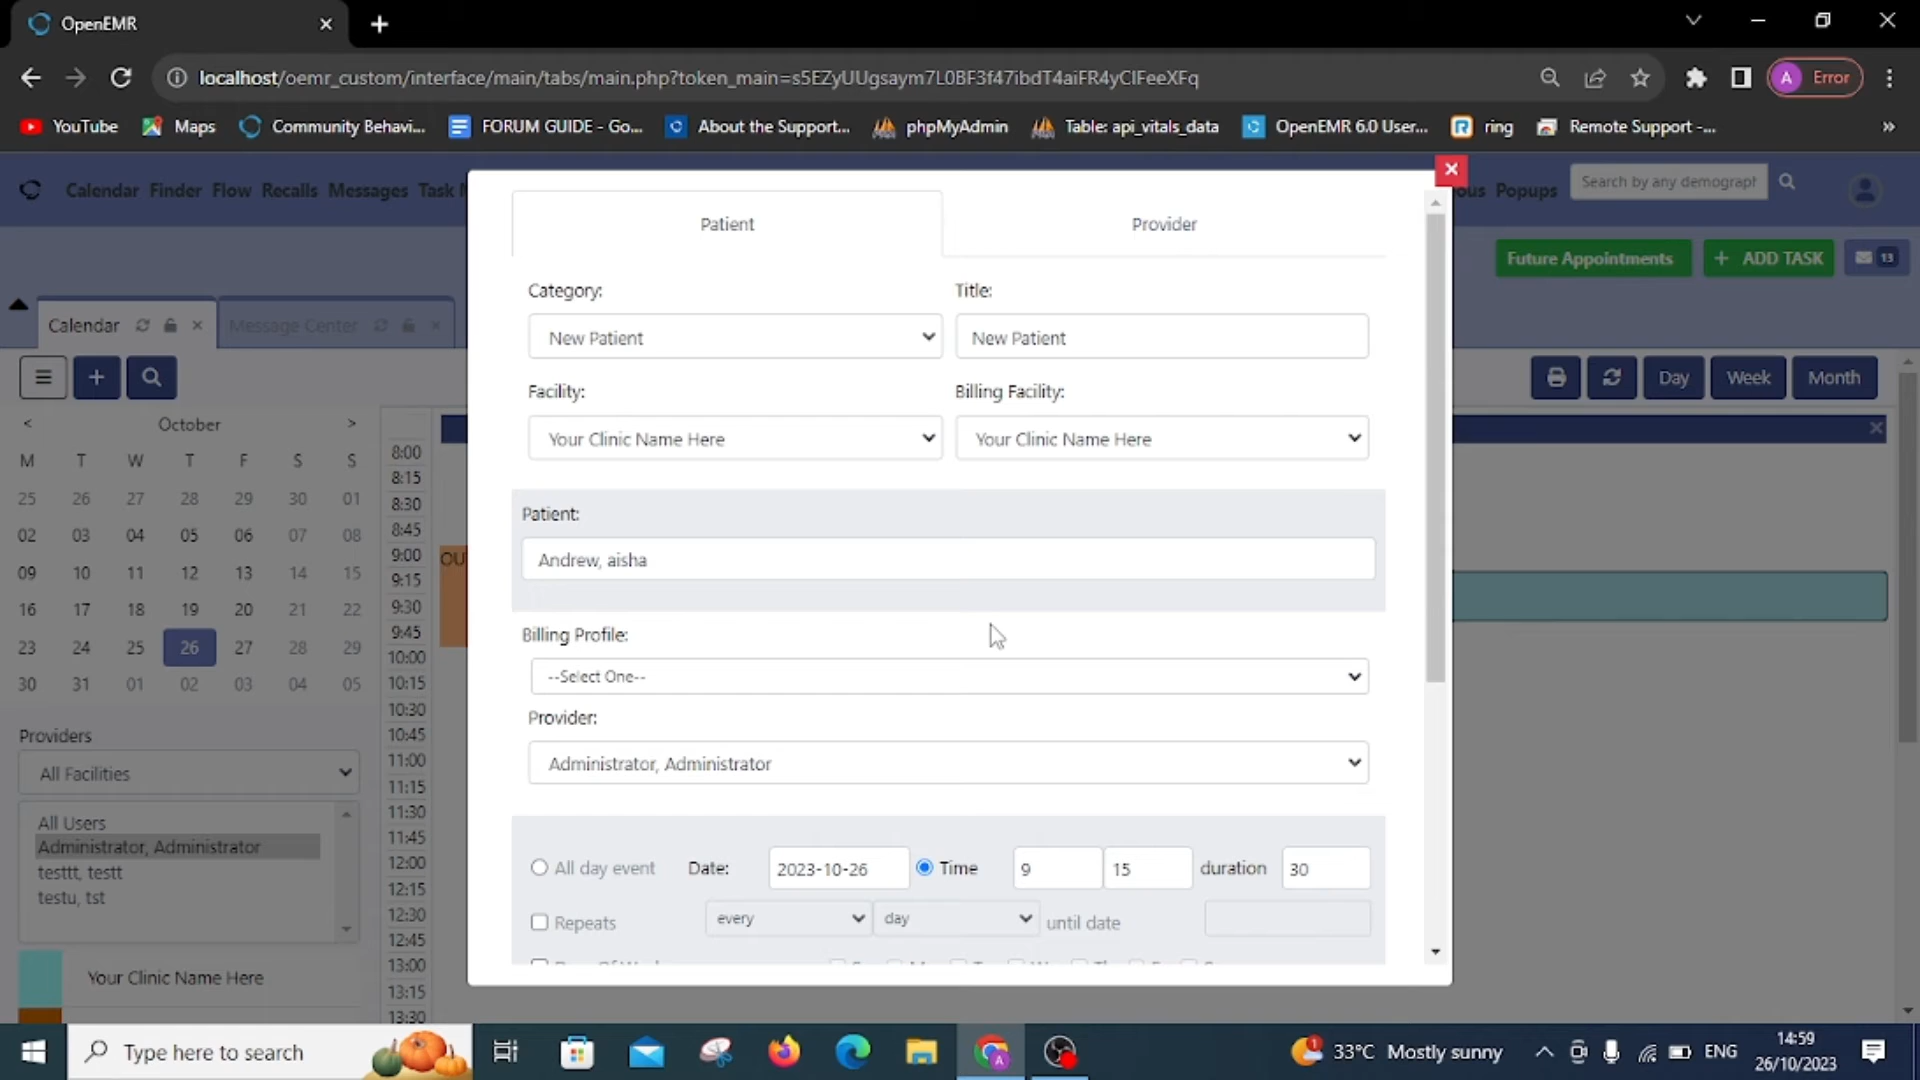 OpenEMR
localhost/oemr_custom/interface/main/tabs/main.php?token_main=s5EZyUUgsaym7L0BF3f47ibdT4aiFR4yCIFeeXFq
A Error
YouTube Maps Community Behavi... FORUM GUIDE - Go... About the Support... phpMyAdmin Table: api_vitals_data OpenEMR 6.0 User... ring Remote Support -... »
Calendar Finder Flow Recalls Messages Task Popups Search by any demograph
Future Appointments + ADD TASK 13
Calendar Message Center
Day Week Month
< October >
M T W T F S S
25 26 27 28 29 30 01
02 03 04 05 06 07 08
09 10 11 12 13 14 15
16 17 18 19 20 21 22
23 24 25 26 27 28 29
30 31 01 02 03 04 05
Providers
All Facilities
All Users
Administrator, Administrator
testtt, testt
testu, tst
Your Clinic Name Here
8:00
8:15
8:30
8:45
9:00 OU
9:15
9:30
9:45
10:00
10:15
10:30
10:45
11:00
11:15
11:30
11:45
12:00
12:15
12:30
12:45
13:00
13:15
13:30
Patient Provider
Category: Title:
New Patient New Patient
Facility: Billing Facility:
Your Clinic Name Here Your Clinic Name Here
Patient:
Andrew, aisha
Billing Profile:
--Select One--
Provider:
Administrator, Administrator
All day event Date: 2023-10-26 Time 9 15 duration 30
Repeats every day until date
Type here to search
1 33°C Mostly sunny ENG 14:59
26/10/2023